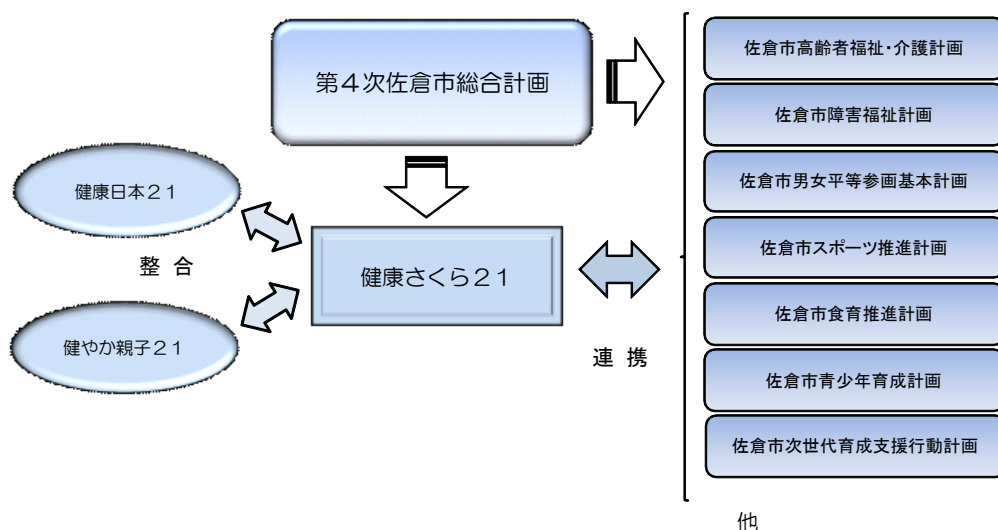 第４次佐倉市総合計画
健康日本２１
整 合
健やか親子２１
健康さくら２１
連 携
佐倉市高齢者福祉・介護計画
佐倉市障害福祉計画
佐倉市男女平等参画基本計画
佐倉市スポーツ推進計画
佐倉市食育推進計画
佐倉市青少年育成計画
佐倉市次世代育成支援行動計画
他